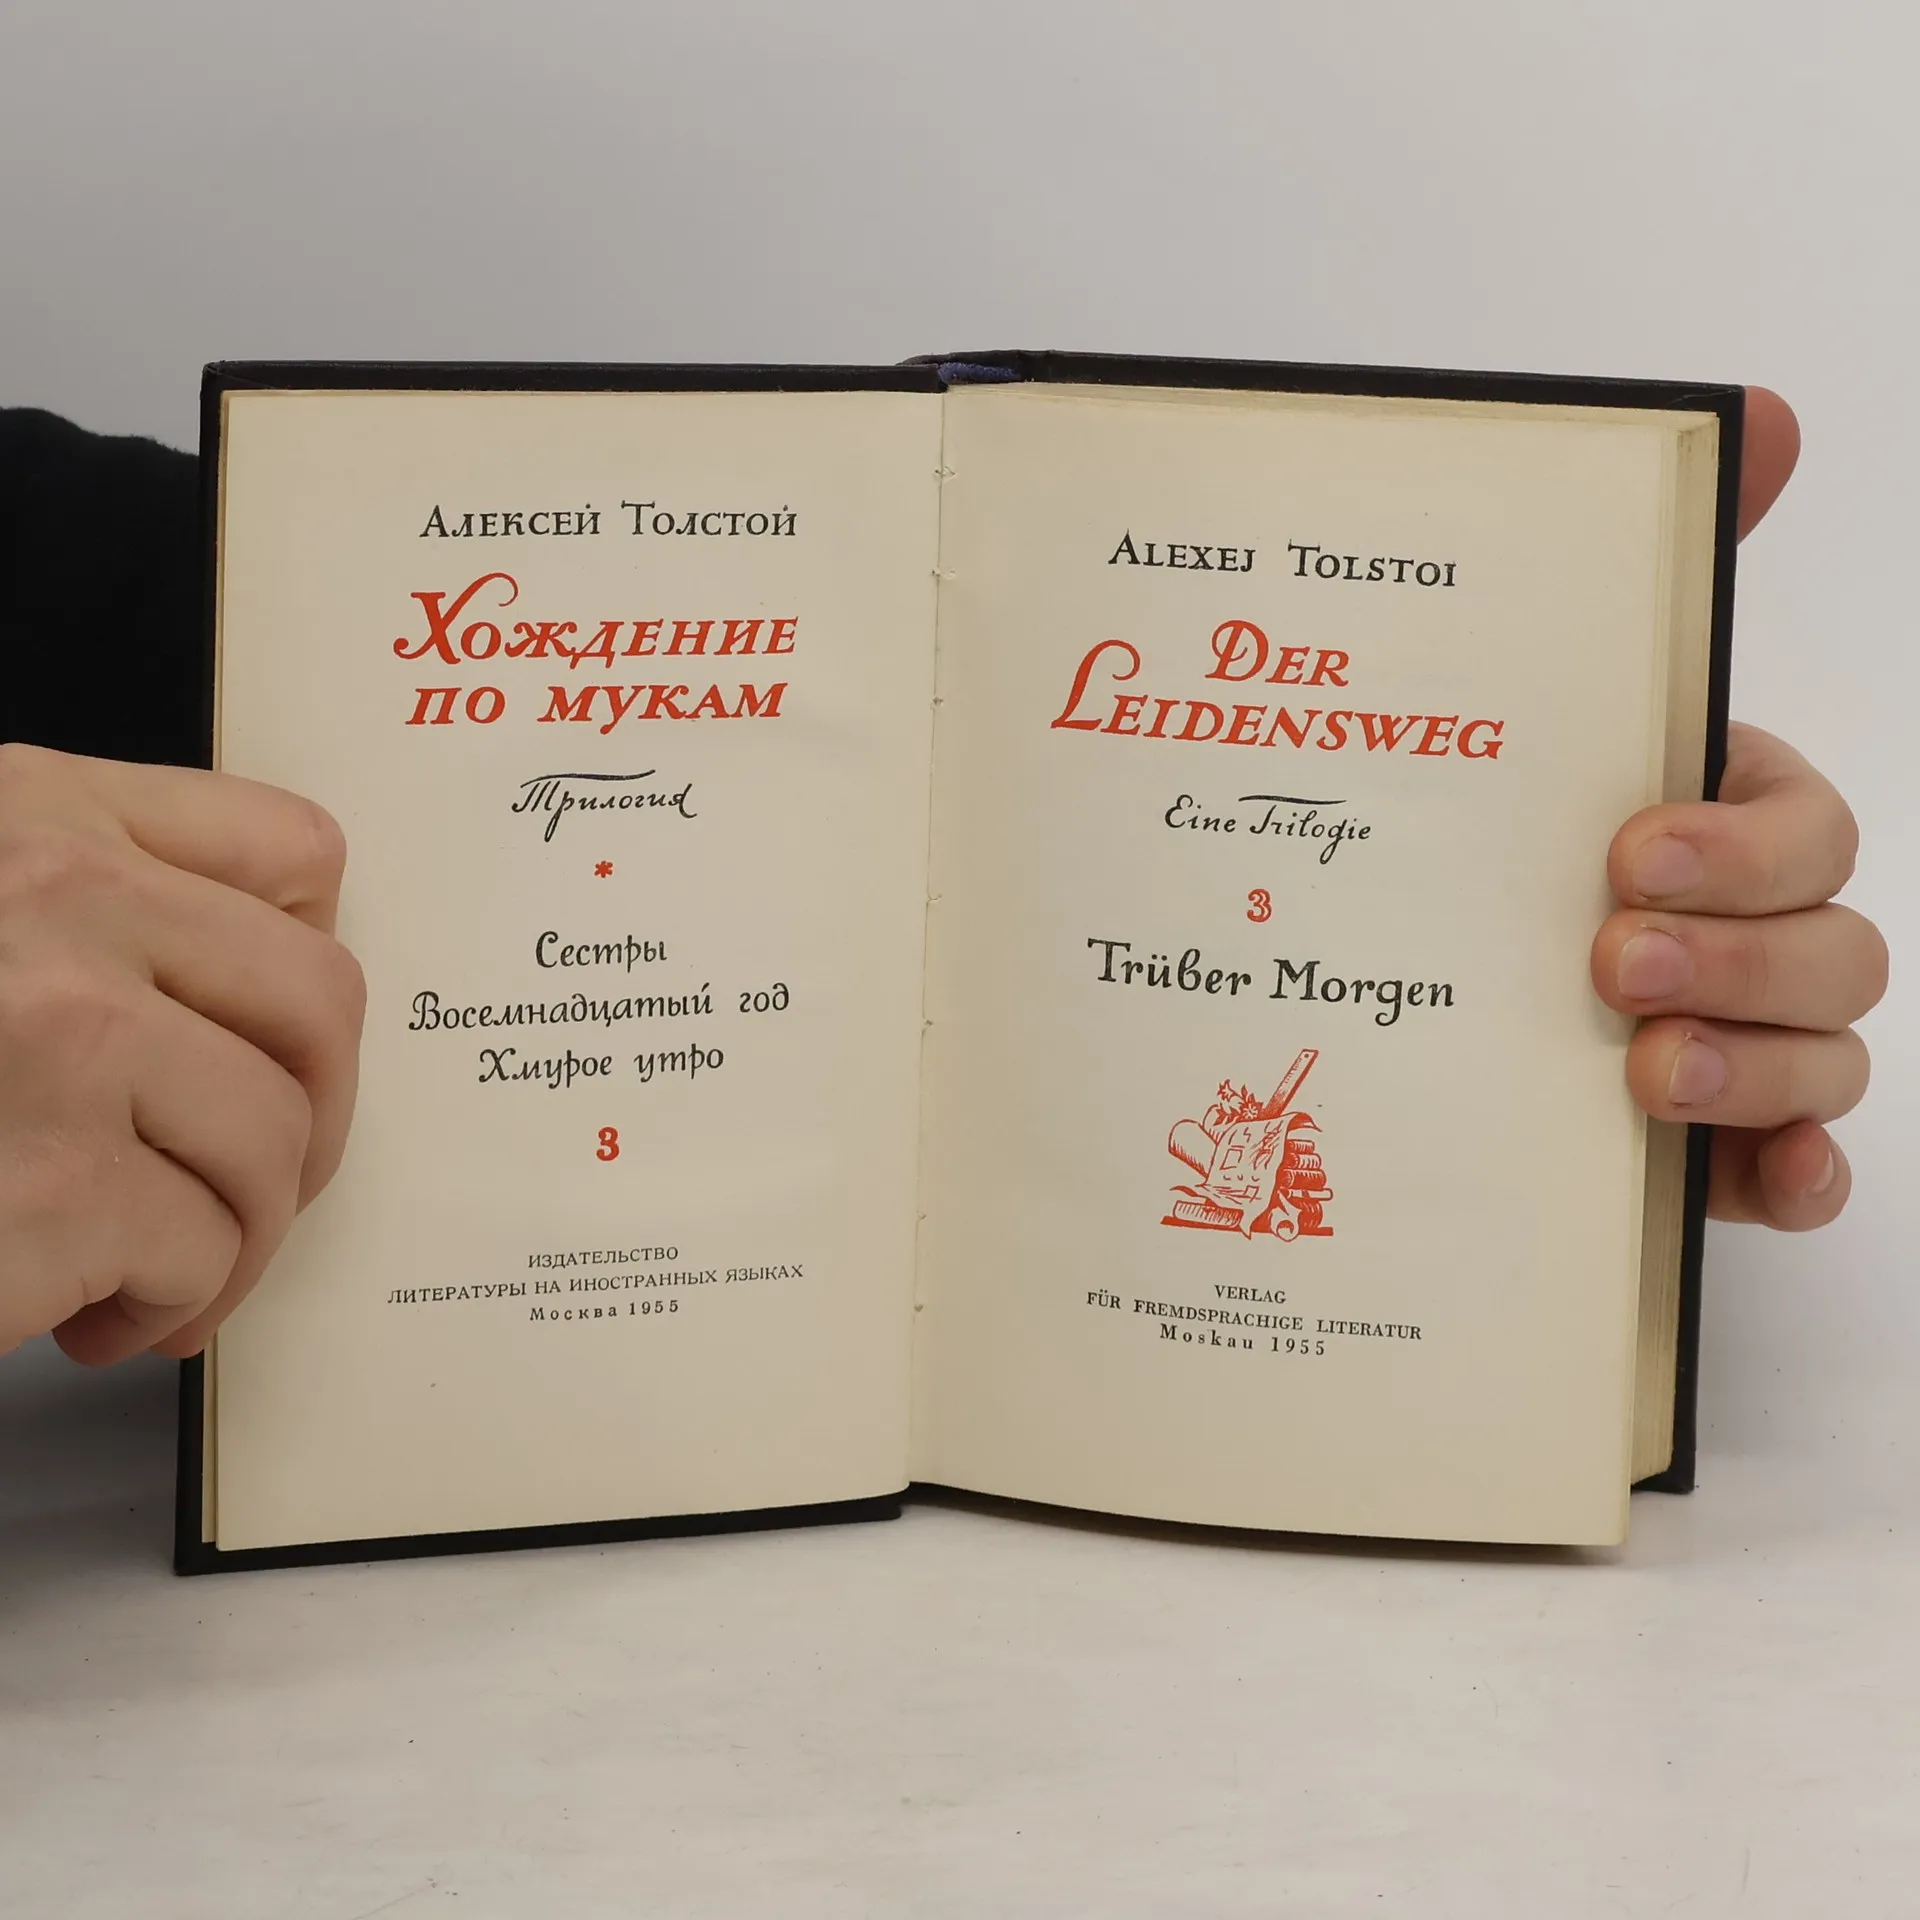 Алексей Толстой
Хождение
по мукам
Трилогия
*
Сестры
Восемнадцатый год
Хмурое утро
3
ИЗДАТЕЛЬСТВО
ЛИТЕРАТУРЫ НА ИНОСТРАННЫХ ЯЗЫКАХ
Москва 1955
Alexej Tolstoi
Der
Leidensweg
Eine Trilogie
3
Trüber Morgen
VERLAG
FÜR FREMDSPRACHIGE LITERATUR
Moskau 1955